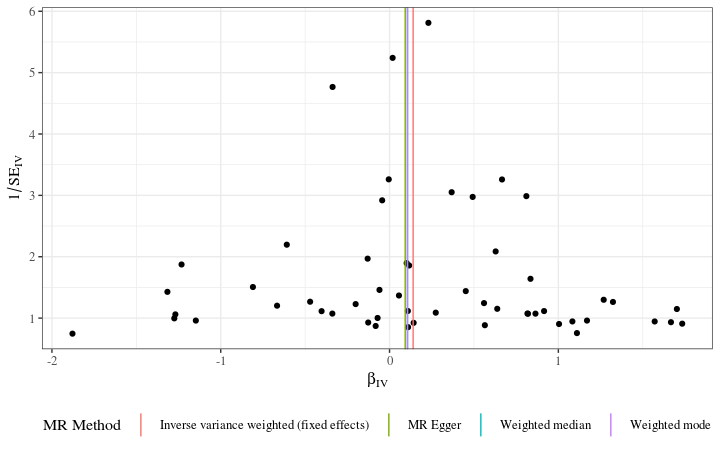 6
5
4
3
2
1
1/SE_IV
-2 -1 0 1
β_IV
MR Method Inverse variance weighted (fixed effects) MR Egger Weighted median Weighted mode